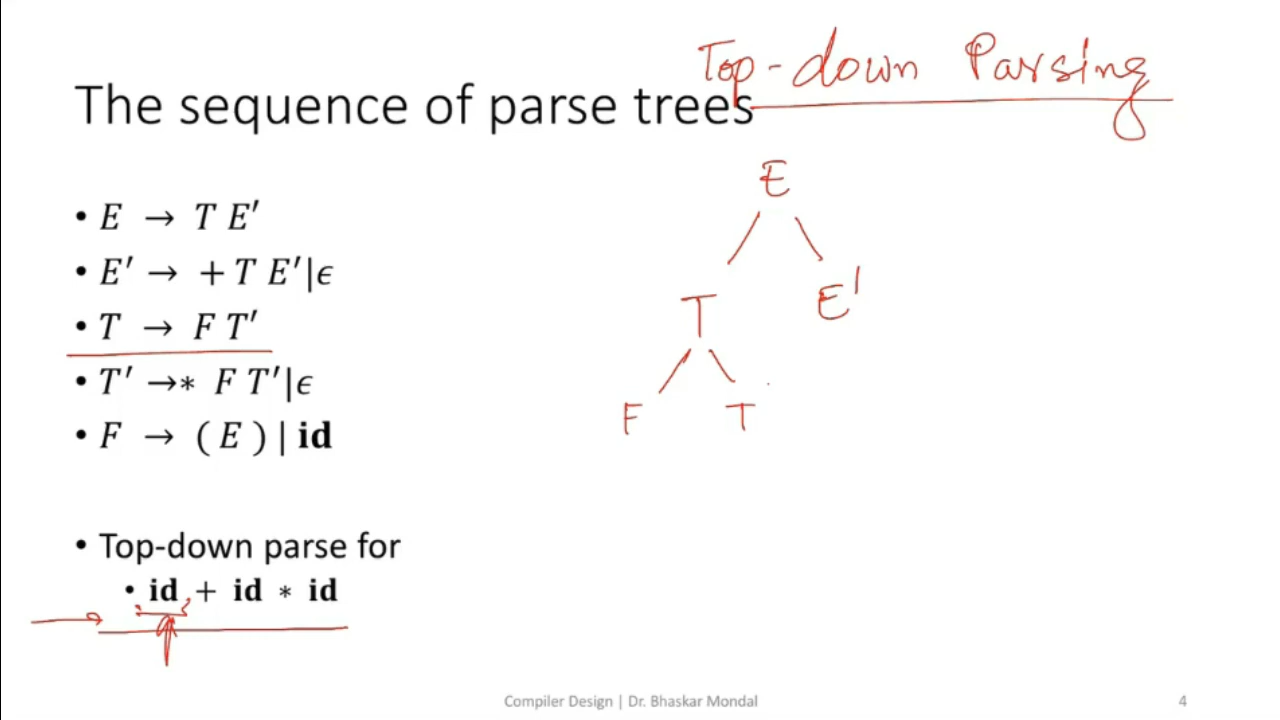 Top-down Parsing
The sequence of parse trees
• E → T E′
• E′ → + T E′|ϵ
• T → F T′
• T′ →∗ F T′|ϵ
• F → ( E ) | id
• Top-down parse for
• id + id ∗ id
E
T E'
F T
Compiler Design | Dr. Bhaskar Mondal
4